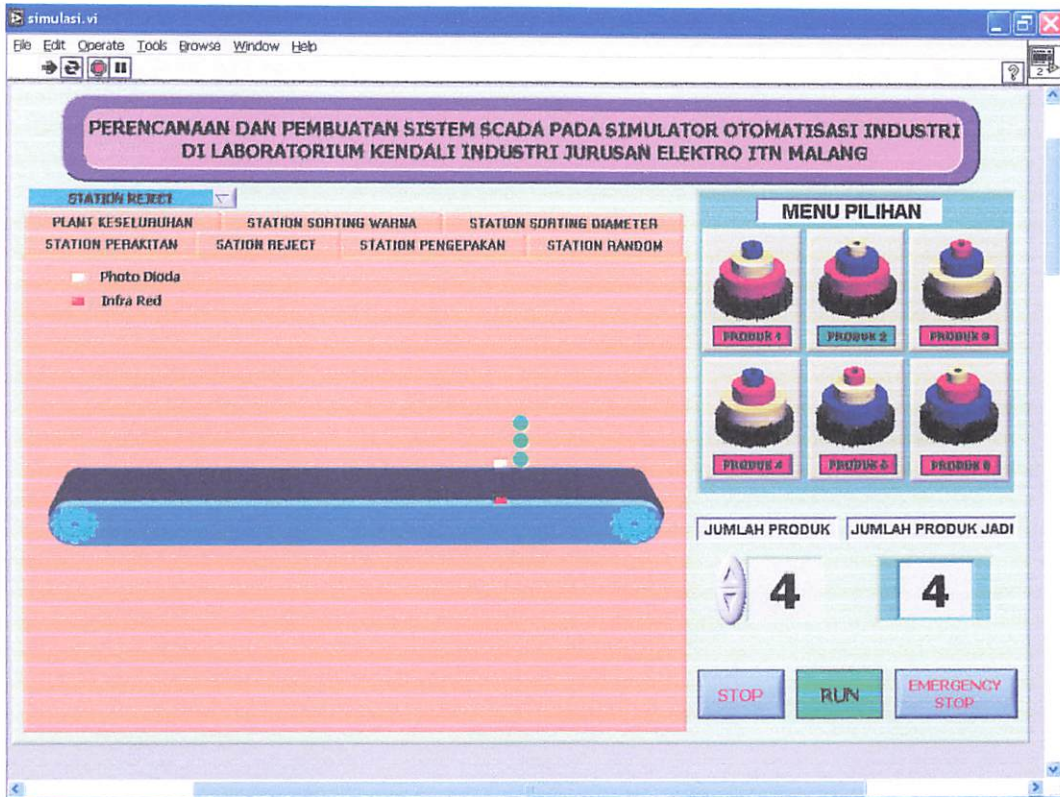 simulasi.vi
File Edit Operate Tools Browse Window Help
2
PERENCANAAN DAN PEMBUATAN SISTEM SCADA PADA SIMULATOR OTOMATISASI INDUSTRI
DI LABORATORIUM KENDALI INDUSTRI JURUSAN ELEKTRO ITN MALANG
STATION REJECT
PLANT KESELURUHAN STATION SORTING WARNA STATION SORTING DIAMETER
STATION PERAKITAN SATION REJECT STATION PENGEPAKAN STATION RANDOM
Photo Dioda
Infra Red
MENU PILIHAN
PRODUK 1 PRODUK 2 PRODUK 3
PRODUK 4 PRODUK 5 PRODUK 6
JUMLAH PRODUK JUMLAH PRODUK JADI
4 4
STOP RUN EMERGENCY
STOP